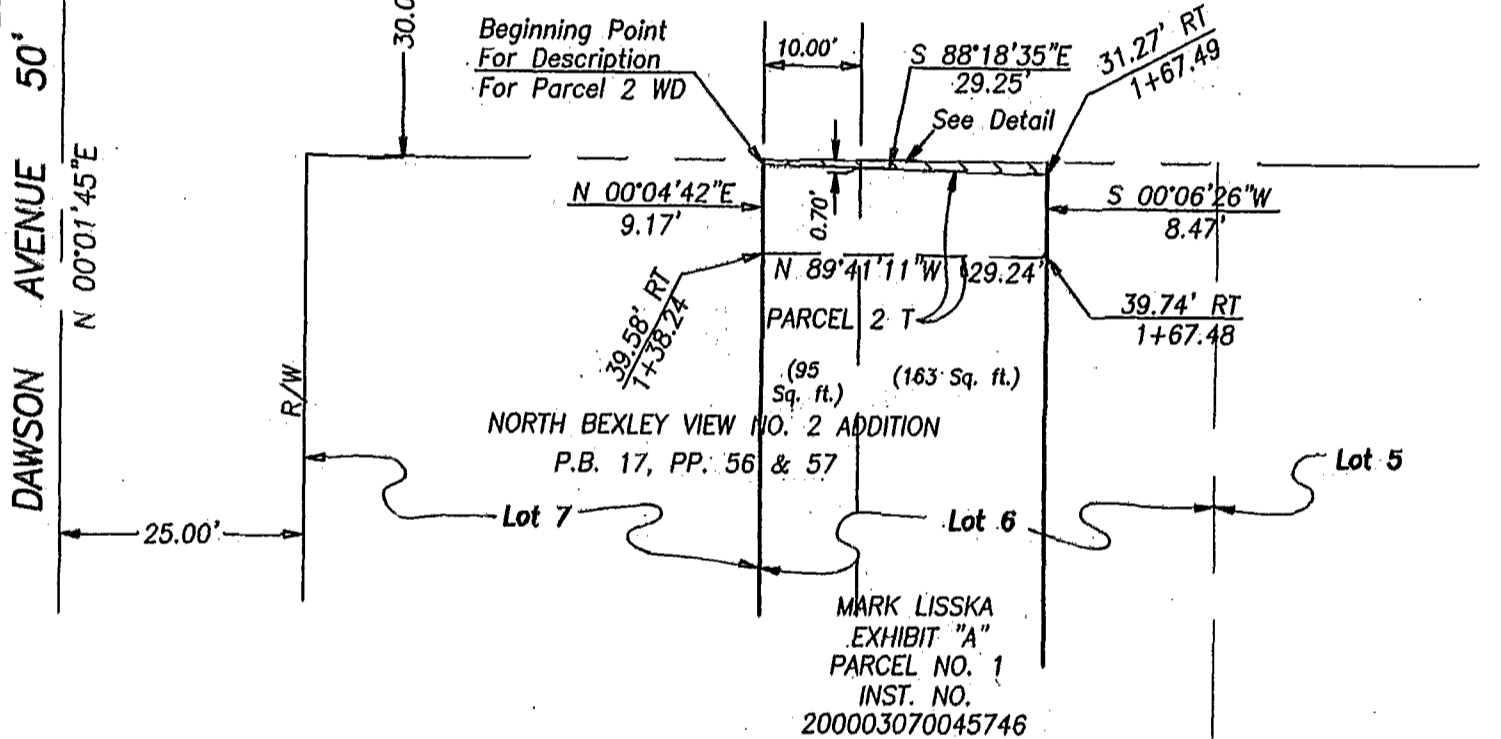 DAWSON AVENUE 50'
N 00°01'45"E
30.0
Beginning Point
For Description
For Parcel 2 WD
10.00'
S 88°18'35"E
29.25'
See Detail
31.27' RT
1+67.49
N 00°04'42"E
9.17'
0.70'
S 00°06'26"W
8.47'
N 89°41'11"W 29.24'
39.58' RT
1+38.24
PARCEL 2 T
39.74' RT
1+67.48
(95
Sq. ft.)
(163 Sq. ft.)
R/W
NORTH BEXLEY VIEW NO. 2 ADDITION
P.B. 17, PP. 56 & 57
Lot 5
Lot 7
Lot 6
25.00'
MARK LISSKA
EXHIBIT "A"
PARCEL NO. 1
INST. NO.
200003070045746